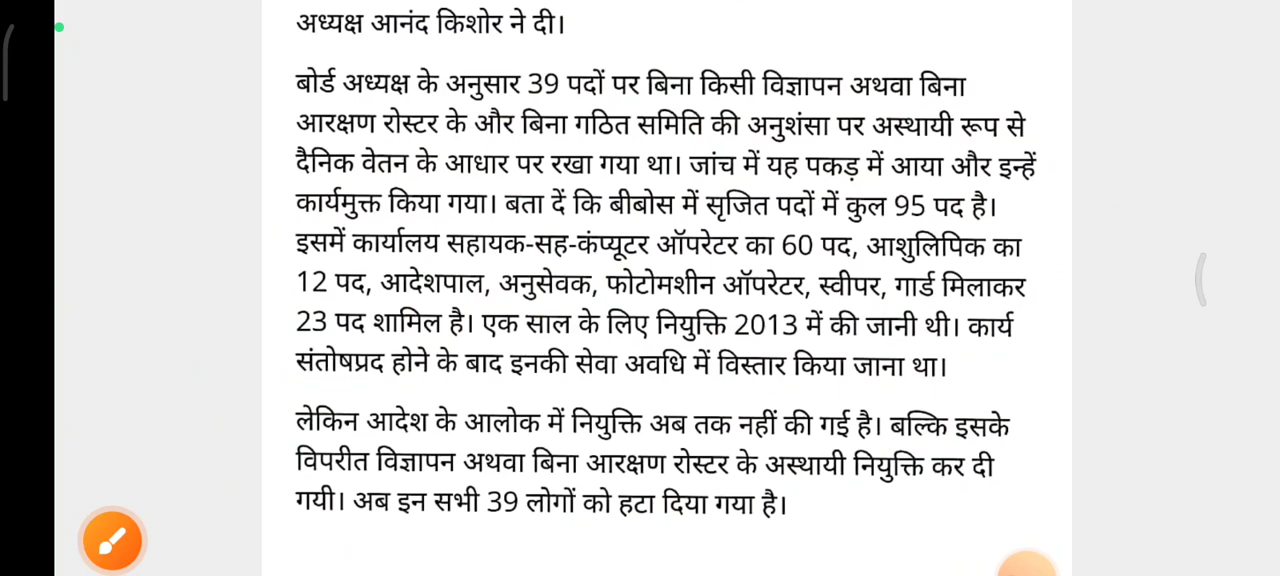 अध्यक्ष आनंद किशोर ने दी।
बोर्ड अध्यक्ष के अनुसार 39 पदों पर बिना किसी विज्ञापन अथवा बिना
आरक्षण रोस्टर के और बिना गठित समिति की अनुशंसा पर अस्थायी रूप से
दैनिक वेतन के आधार पर रखा गया था। जांच में यह पकड़ में आया और इन्हें
कार्यमुक्त किया गया। बता दें कि बीबोस में सृजित पदों में कुल 95 पद है।
इसमें कार्यालय सहायक-सह-कंप्यूटर ऑपरेटर का 60 पद, आशुलिपिक का
12 पद, आदेशपाल, अनुसेवक, फोटोमशीन ऑपरेटर, स्वीपर, गार्ड मिलाकर
23 पद शामिल है। एक साल के लिए नियुक्ति 2013 में की जानी थी। कार्य
संतोषप्रद होने के बाद इनकी सेवा अवधि में विस्तार किया जाना था।
लेकिन आदेश के आलोक में नियुक्ति अब तक नहीं की गई है। बल्कि इसके
विपरीत विज्ञापन अथवा बिना आरक्षण रोस्टर के अस्थायी नियुक्ति कर दी
गयी। अब इन सभी 39 लोगों को हटा दिया गया है।